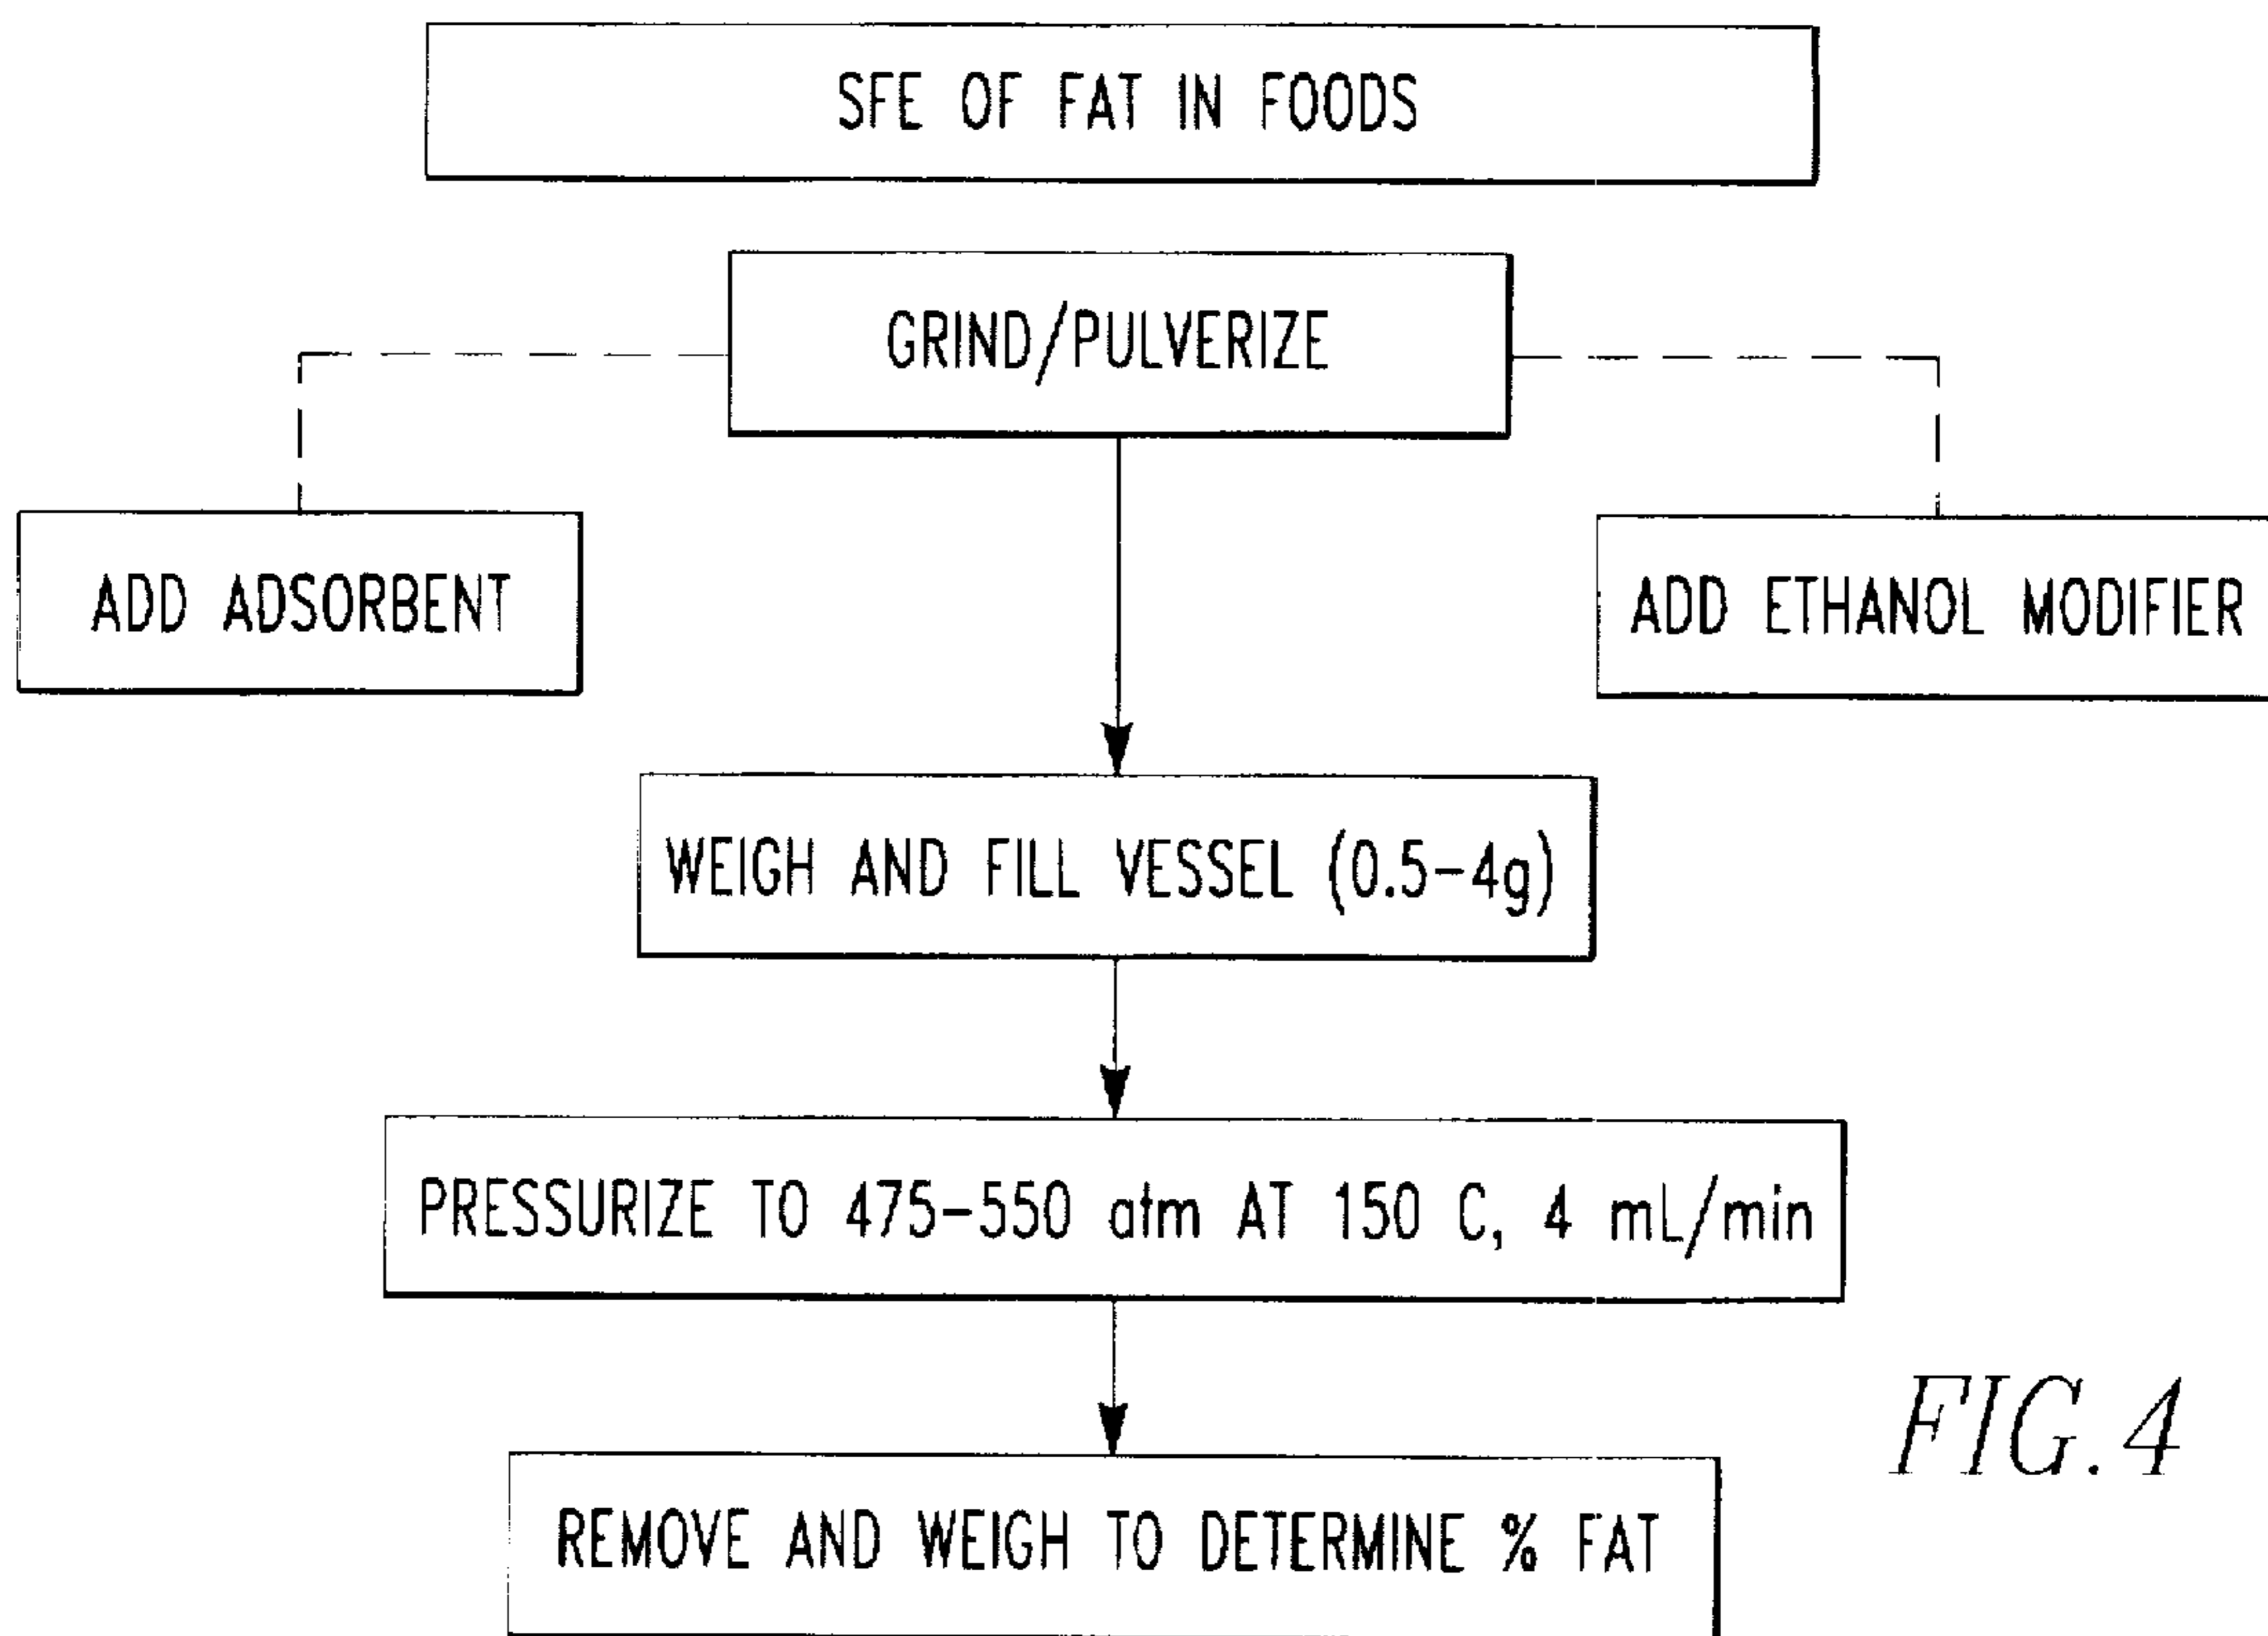 SFE OF FAT IN FOODS
GRIND/PULVERIZE
ADD ADSORBENT
ADD ETHANOL MODIFIER
WEIGH AND FILL VESSEL (0.5-4g)
PRESSURIZE TO 475-550 atm AT 150 C, 4 mL/min
REMOVE AND WEIGH TO DETERMINE % FAT
FIG.4